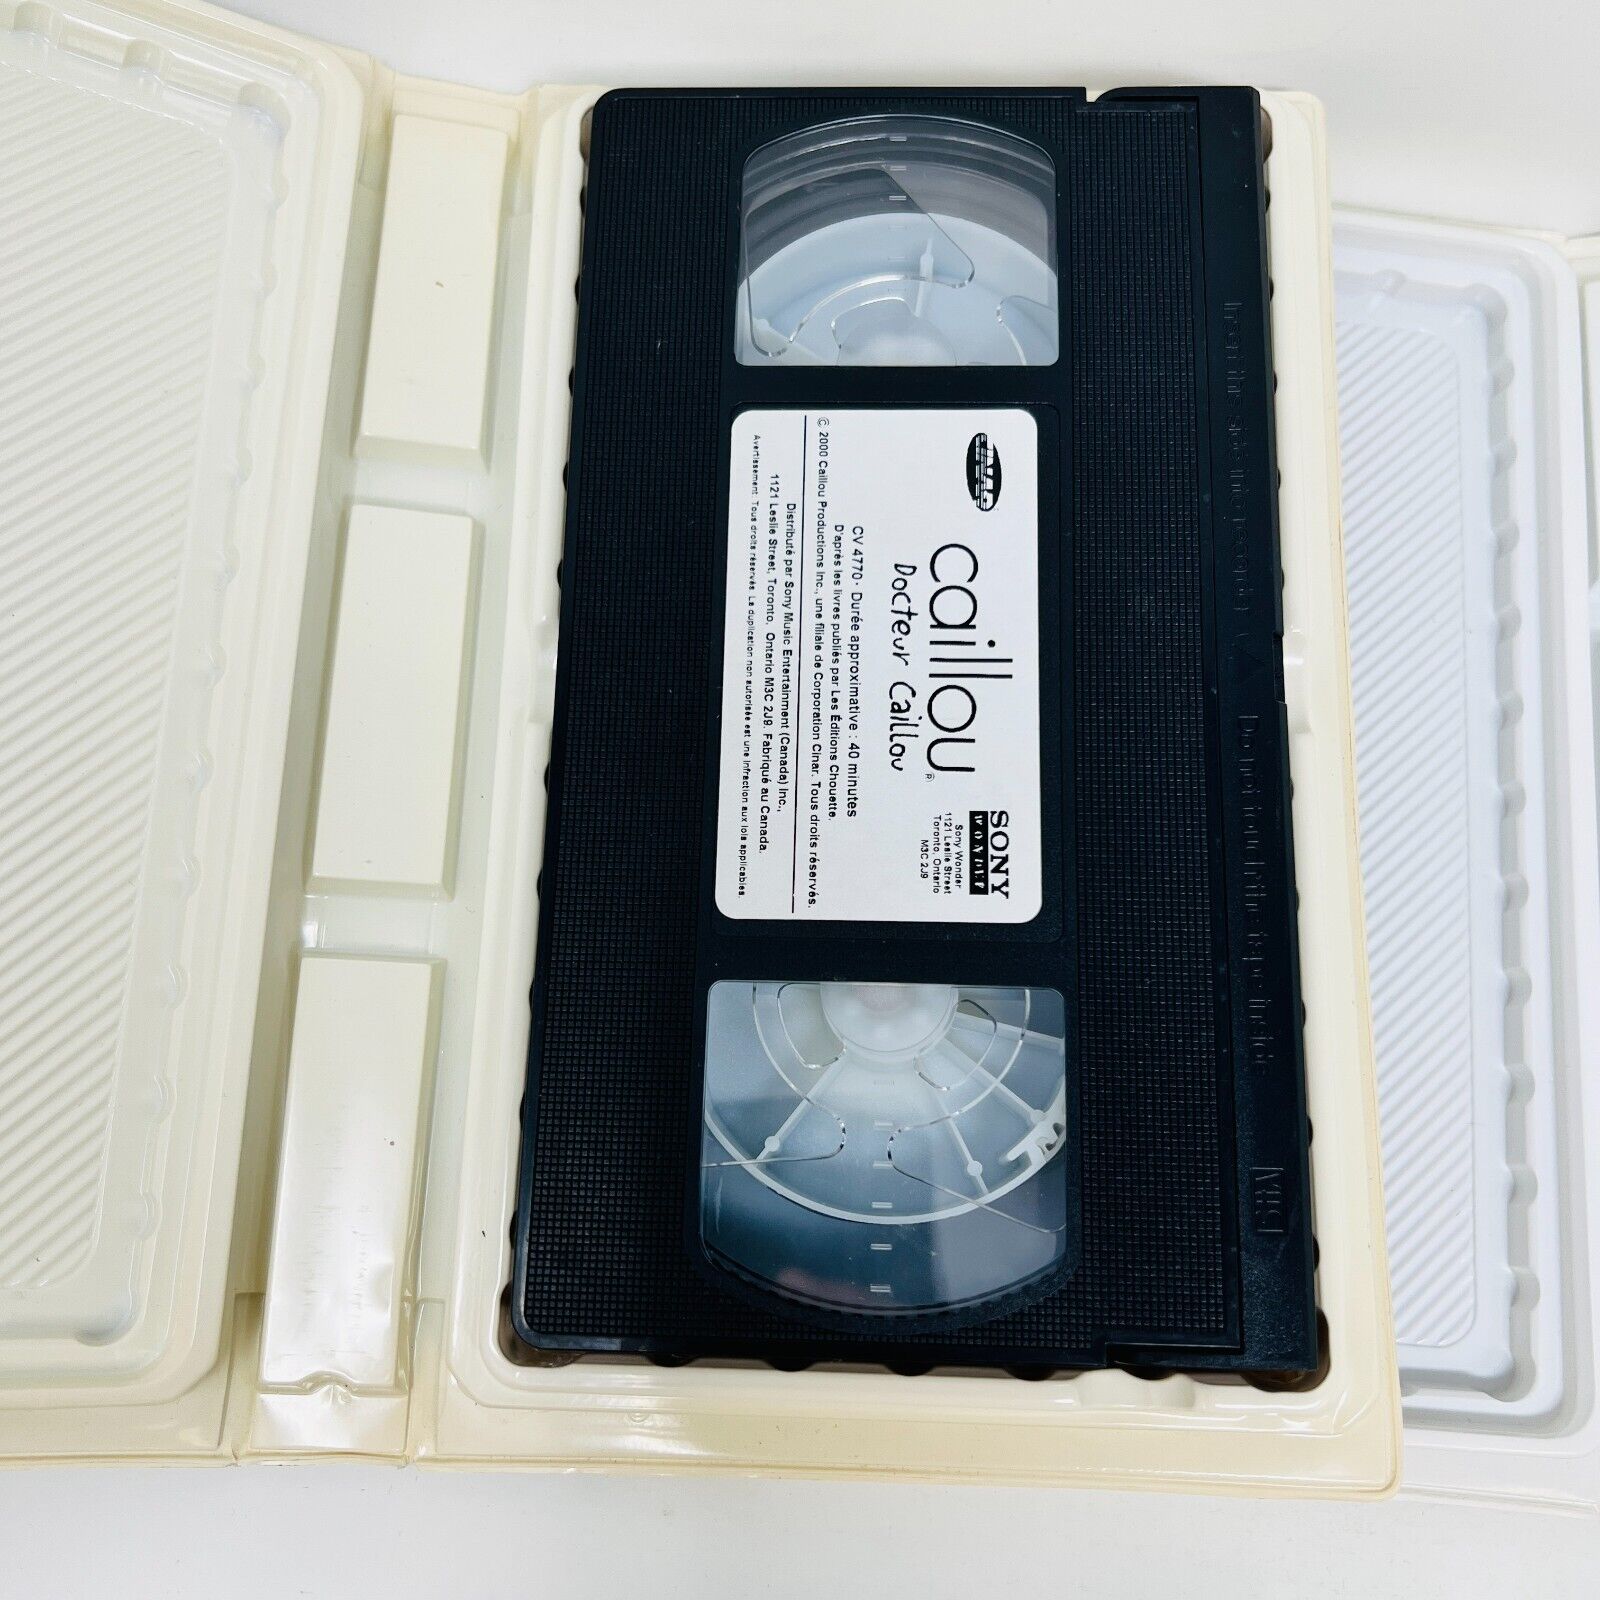 CINAR
caillou®
Docteur Caillou
SONY
WONDER
Sony Wonder
1121 Leslie Street
Toronto, Ontario
M3C 2J9
CV 4770 · Durée approximative : 40 minutes
D'après les livres publiés par Les Éditions Chouette.
© 2000 Caillou Productions Inc., une filiale de Corporation Cinar. Tous droits réservés.
Distribué par Sony Music Entertainment (Canada) Inc.,
1121 Leslie Street, Toronto, Ontario M3C 2J9. Fabriqué au Canada.
Avertissement: Tous droits réservés. La duplication non autorisée est une infraction aux lois applicables.
Insert this side into recorder
Do not touch the tape inside